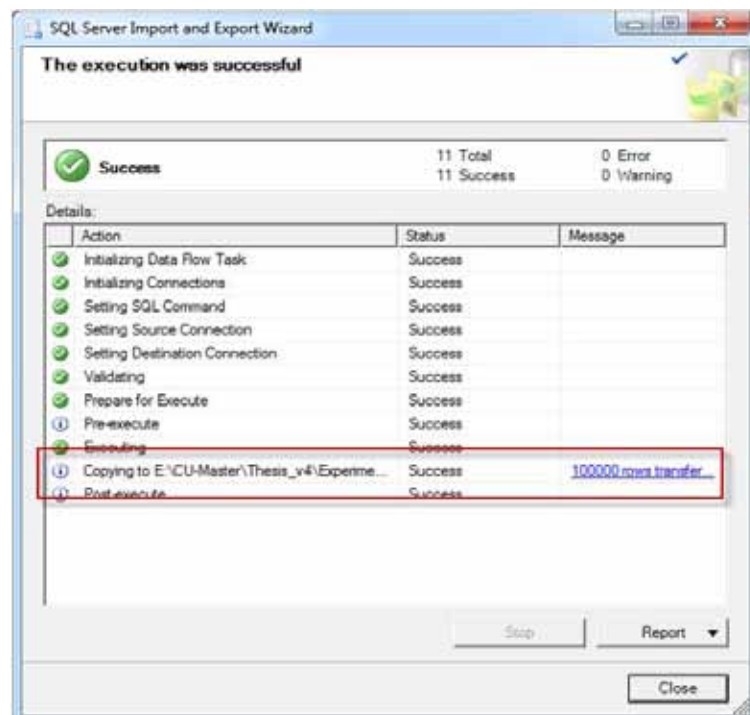 SQL Server Import and Export Wizard
The execution was successful
Success
11 Total
0 Error
11 Success
0 Warning
Details:
Action Status Message
Initializing Data Flow Task Success
Initializing Connections Success
Setting SQL Command Success
Setting Source Connection Success
Setting Destination Connection Success
Validating Success
Prepare for Execute Success
Pre-execute Success
Executing Success
Copying to E:\CU-Master\Thesis_v4\Experime... Success 100000 rows transfer...
Post-execute Success
Stop
Report
Close